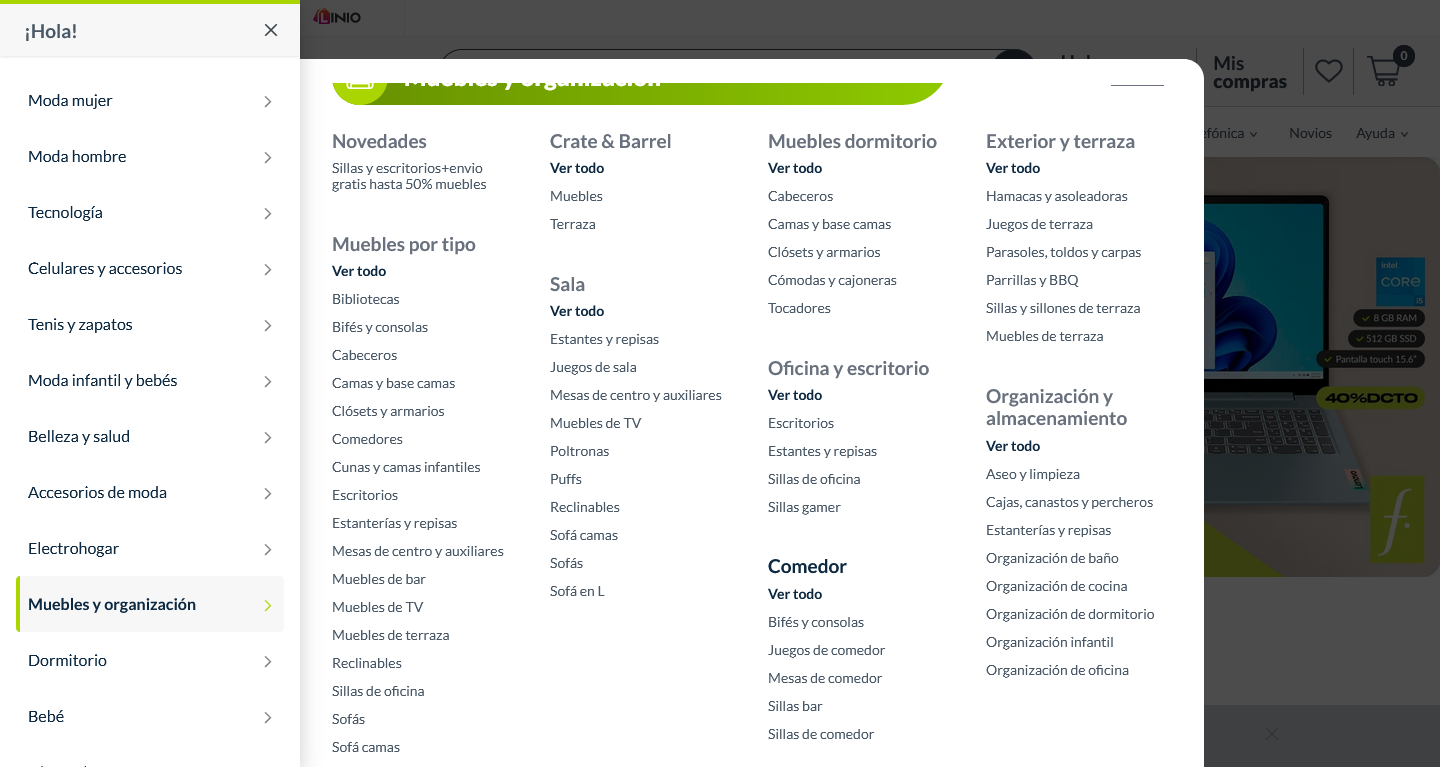 LINIO
¡Hola!
Moda mujer
Moda hombre
Tecnología
Celulares y accesorios
Tenis y zapatos
Moda infantil y bebés
Belleza y salud
Accesorios de moda
Electrohogar
Muebles y organización
Dormitorio
Bebé
Muebles y organización
Novedades
Sillas y escritorios+envio
gratis hasta 50% muebles
Muebles por tipo
Ver todo
Bibliotecas
Bifés y consolas
Cabeceros
Camas y base camas
Clósets y armarios
Comedores
Cunas y camas infantiles
Escritorios
Estanterías y repisas
Mesas de centro y auxiliares
Muebles de bar
Muebles de TV
Muebles de terraza
Reclinables
Sillas de oficina
Sofás
Sofá camas
Crate & Barrel
Ver todo
Muebles
Terraza
Sala
Ver todo
Estantes y repisas
Juegos de sala
Mesas de centro y auxiliares
Muebles de TV
Poltronas
Puffs
Reclinables
Sofá camas
Sofás
Sofá en L
Muebles dormitorio
Ver todo
Cabeceros
Camas y base camas
Clósets y armarios
Cómodas y cajoneras
Tocadores
Oficina y escritorio
Ver todo
Escritorios
Estantes y repisas
Sillas de oficina
Sillas gamer
Comedor
Ver todo
Bifés y consolas
Juegos de comedor
Mesas de comedor
Sillas bar
Sillas de comedor
Exterior y terraza
Ver todo
Hamacas y asoleadoras
Juegos de terraza
Parasoles, toldos y carpas
Parrillas y BBQ
Sillas y sillones de terraza
Muebles de terraza
Organización y
almacenamiento
Ver todo
Aseo y limpieza
Cajas, canastos y percheros
Estanterías y repisas
Organización de baño
Organización de cocina
Organización de dormitorio
Organización infantil
Organización de oficina
Mis
compras
0
efónica
Novios
Ayuda
intel
CORE
i5
8 GB RAM
512 GB SSD
Pantalla touch 15.6"
40%DCTO
Lenovo
f.